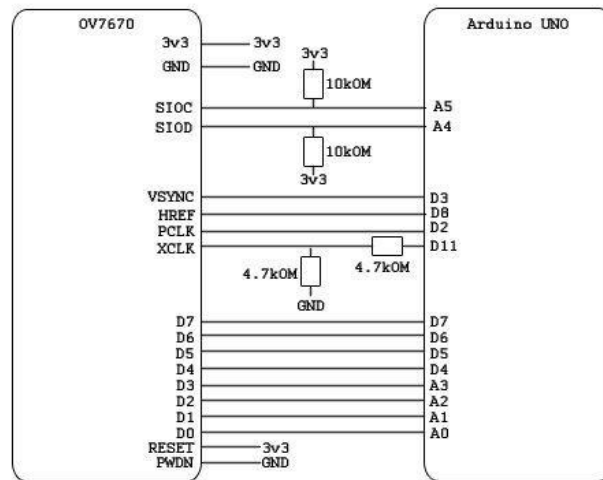 OV7670 Arduino UNO
3v3 3v3
GND GND
3v3
10kOM
SIOC A5
SIOD A4
10kOM
3v3
VSYNC D3
HREF D8
PCLK D2
XCLK D11
4.7kOM 4.7kOM
GND
D7 D7
D6 D6
D5 D5
D4 D4
D3 A3
D2 A2
D1 A1
D0 A0
RESET 3v3
PWDN GND